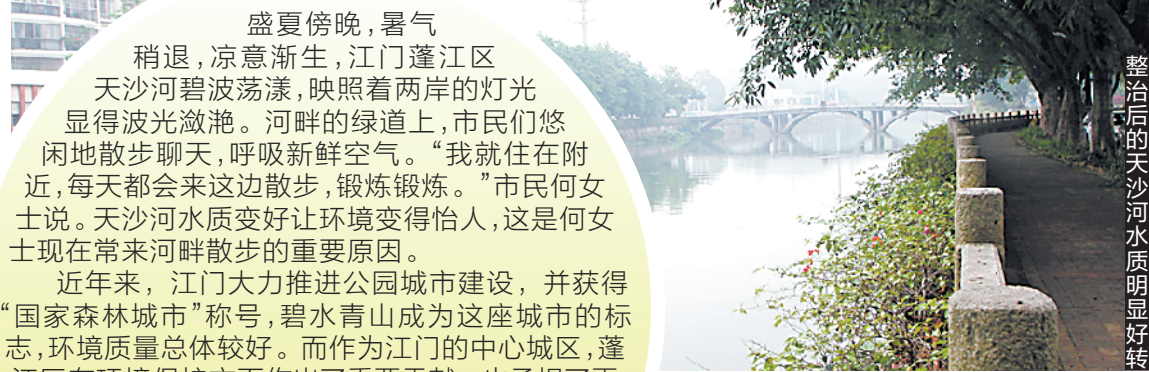 盛夏傍晚，暑气
稍退，凉意渐生，江门蓬江区
天沙河碧波荡漾，映照着两岸的灯光
显得波光潋滟。河畔的绿道上，市民们悠
闲地散步聊天，呼吸新鲜空气。“我就住在附
近，每天都会来这边散步，锻炼锻炼。”市民何女
士说。天沙河水质变好让环境变得怡人，这是何女
士现在常来河畔散步的重要原因。
近年来，江门大力推进公园城市建设，并获得
“国家森林城市”称号，碧水青山成为这座城市的标
志，环境质量总体较好。而作为江门的中心城区，蓬
整治后的天沙河水质明显好转